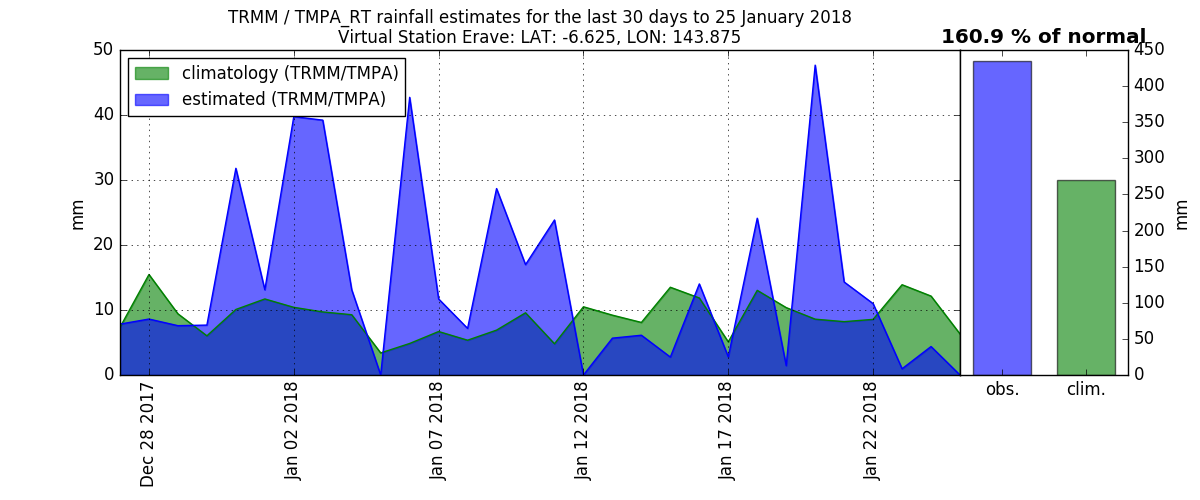 TRMM / TMPA_RT rainfall estimates for the last 30 days to 25 January 2018
Virtual Station Erave: LAT: -6.625, LON: 143.875
160.9 % of normal
climatology (TRMM/TMPA)
estimated (TRMM/TMPA)
50
40
30
20
10
0
mm
Dec 28 2017
Jan 02 2018
Jan 07 2018
Jan 12 2018
Jan 17 2018
Jan 22 2018
450
400
350
300
250
200
150
100
50
0
mm
obs.
clim.